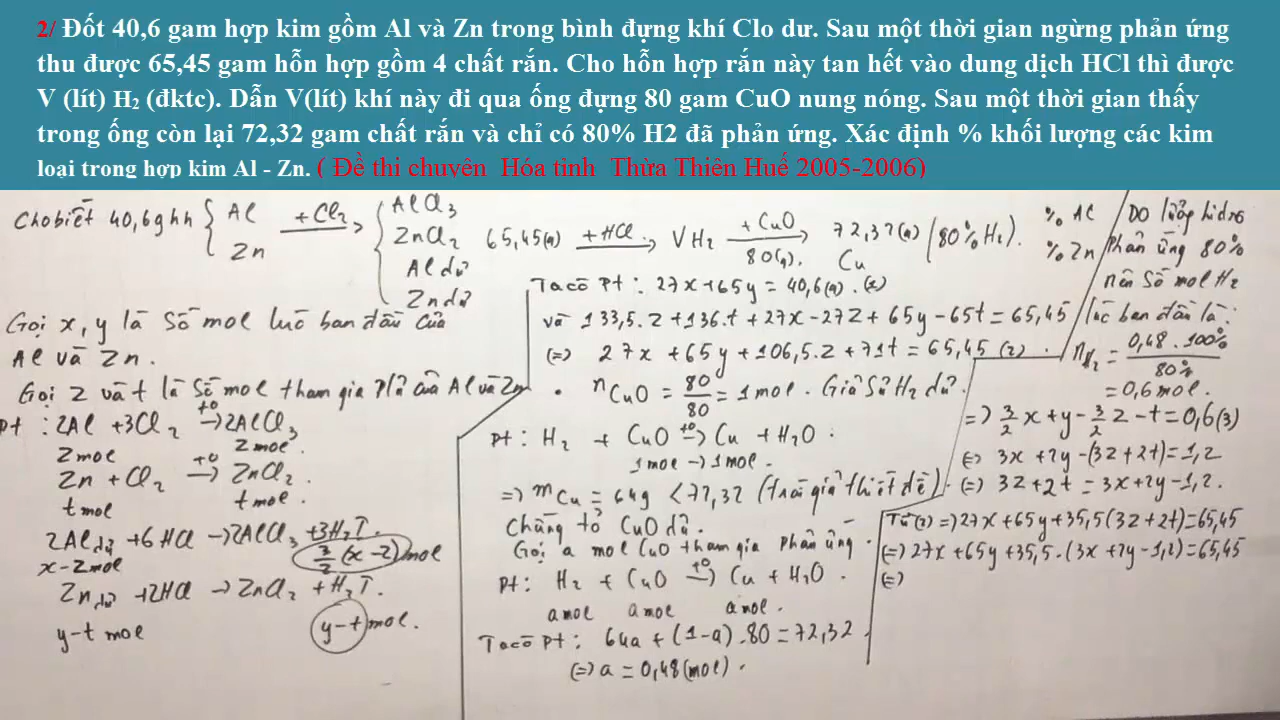 2/ Đốt 40,6 gam hợp kim gồm Al và Zn trong bình đựng khí Clo dư. Sau một thời gian ngừng phản ứng
thu được 65,45 gam hỗn hợp gồm 4 chất rắn. Cho hỗn hợp rắn này tan hết vào dung dịch HCl thì được
V (lít) H₂ (đktc). Dẫn V(lít) khí này đi qua ống đựng 80 gam CuO nung nóng. Sau một thời gian thấy
trong ống còn lại 72,32 gam chất rắn và chỉ có 80% H2 đã phản ứng. Xác định % khối lượng các kim
loại trong hợp kim Al - Zn. ( Đề thi chuyên Hóa tỉnh Thừa Thiên Huế 2005-2006)
Cho biết 40,6g hh { Al Zn +Cl₂ → { AlCl₃ ZnCl₂ Al dư Zn dư 65,45(g) +HCl → V H₂ +CuO 80(g). → 72,32(g) Cu (80% H₂).
% Al
% Zn
Gọi x, y là số mol lúc ban đầu của
Al và Zn.
Gọi z và t là số mol tham gia p/ứ của Al và Zn
pt : 2Al + 3Cl₂ t⁰→ 2AlCl₃
z mol z mol.
Zn + Cl₂ t⁰→ ZnCl₂.
t mol t mol.
2Al dư + 6HCl → 2AlCl₃ + 3H₂↑.
x-z mol 3/2 (x-z) mol
Zn dư + 2HCl → ZnCl₂ + H₂↑.
y-t mol y-t mol.
Ta có pt : 27x + 65y = 40,6(g). (1)
và 133,5.z + 136.t + 27x - 27z + 65y - 65t = 65,45
(=) 27x + 65y + 106,5.z + 71t = 65,45 (2).
• nCuO = 80/80 = 1 mol. Giả sử H₂ dư.
pt : H₂ + CuO t⁰→ Cu + H₂O.
1 mol → 1 mol.
=> mCu = 64g < 72,32 (trái giả thiết đề).
Chứng tỏ CuO dư.
Gọi a mol CuO tham gia phản ứng.
pt : H₂ + CuO t⁰→ Cu + H₂O.
a mol a mol a mol.
Ta có pt : 64a + (1-a).80 = 72,32
(=) a = 0,48(mol).
Do lượng hidro
phản ứng 80%
nên số mol H₂
lúc ban đầu là :
nH₂ = 0,48.100% / 80%
= 0,6 mol.
=) 3/2 x + y - 3/2 z - t = 0,6 (3)
(=) 3x + 2y - (3z + 2t) = 1,2
(=) 3z + 2t = 3x + 2y - 1,2.
Từ (2) =) 27x + 65y + 35,5(3z + 2t) = 65,45
(=) 27x + 65y + 35,5.(3x + 2y - 1,2) = 65,45
(=)